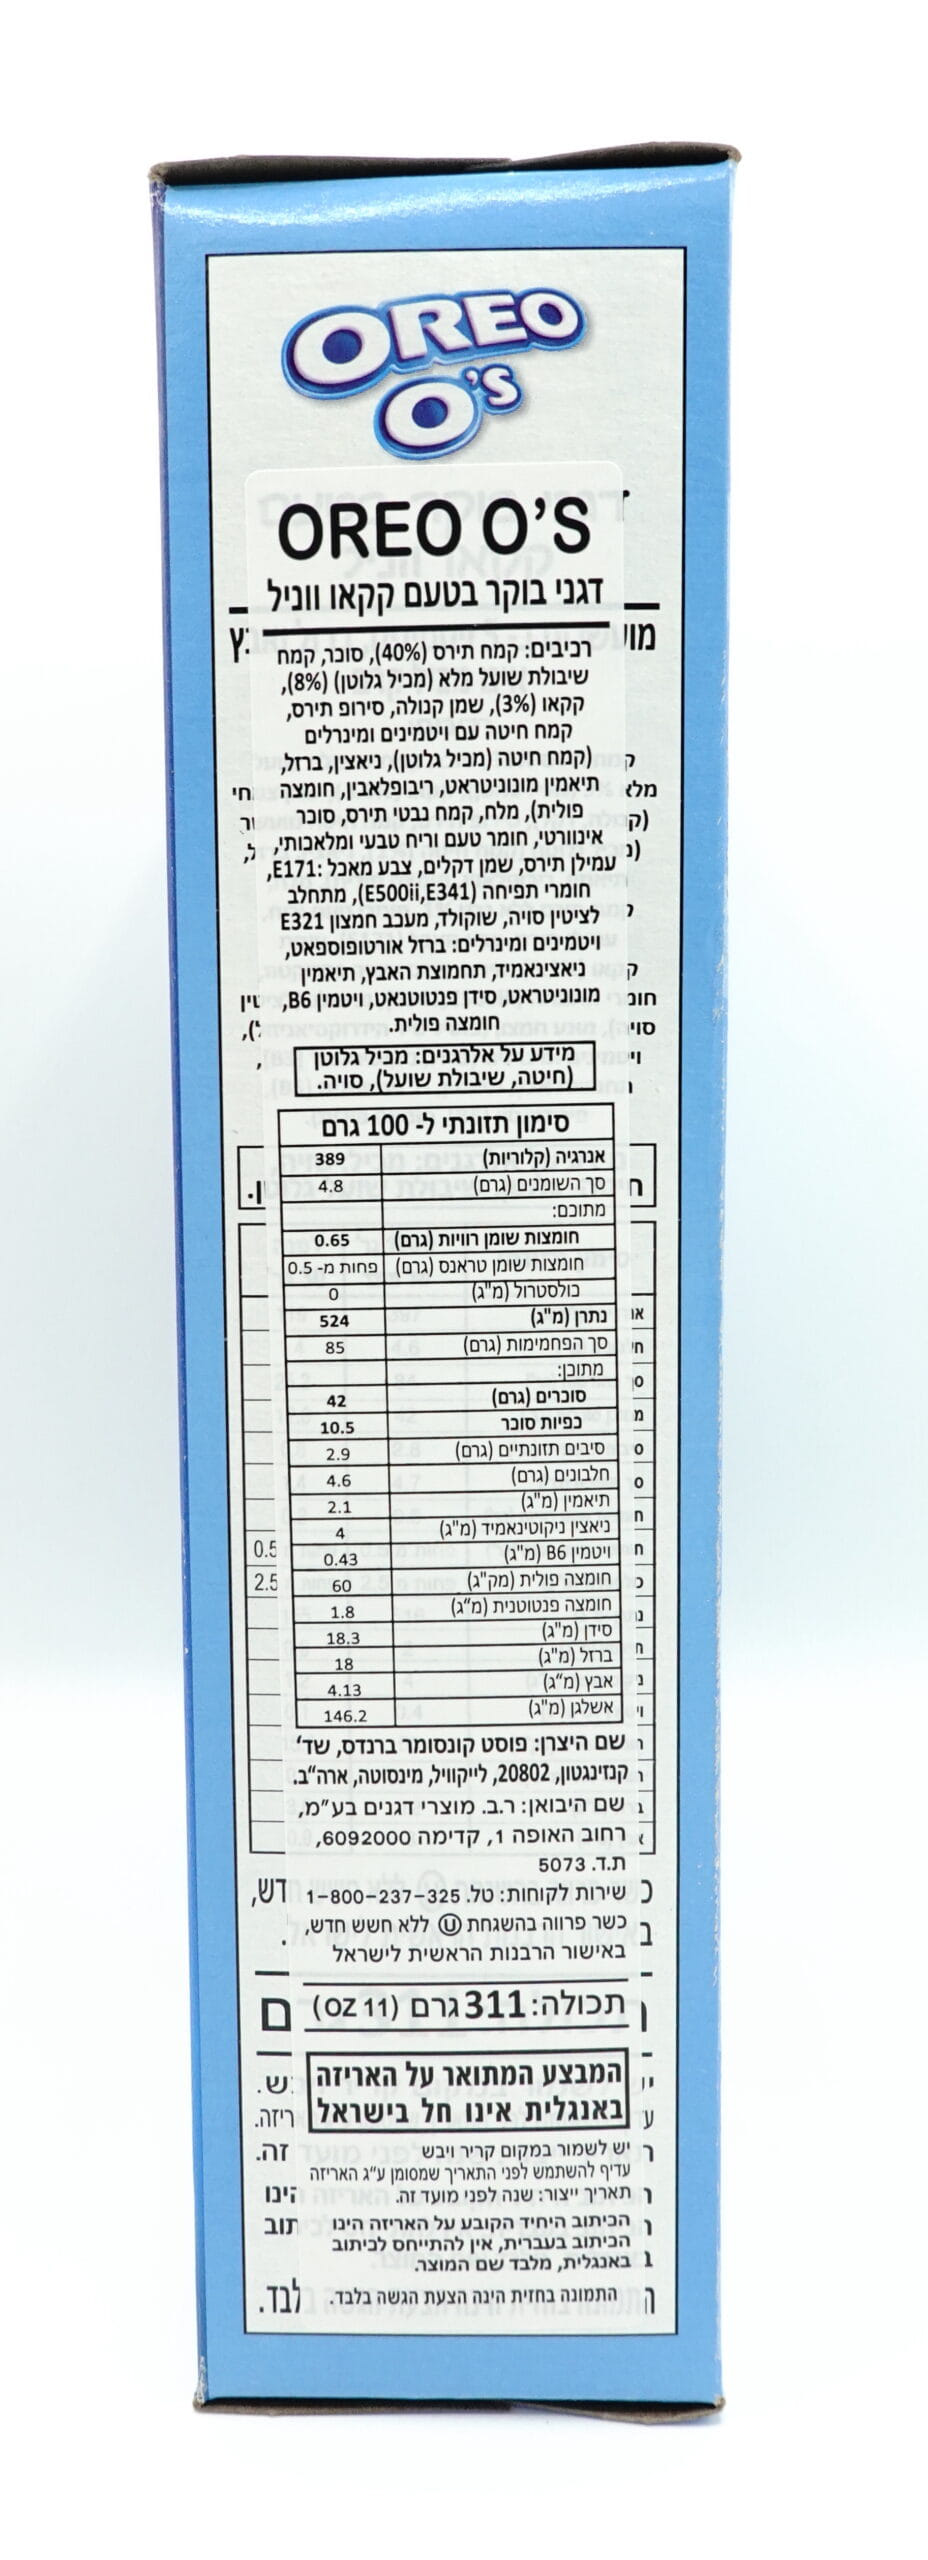 OREO
O's
OREO O'S
דגני בוקר בטעם קקאו ווניל
רכיבים: קמח תירס (40%), סוכר, קמח
שיבולת שועל מלא (מכיל גלוטן) (8%),
קקאו (3%), שמן קנולה, סירופ תירס,
קמח חיטה עם ויטמינים ומינרלים
(קמח חיטה (מכיל גלוטן), ניאצין, ברזל,
תיאמין מונוניטראט, ריבופלאבין, חומצה
פולית), מלח, קמח נבטי תירס, סוכר
אינוורטי, חומר טעם וריח טבעי ומלאכותי,
עמילן תירס, שמן דקלים, צבע מאכל :E171,
חומרי תפיחה (E500ii,E341), מתחלב
לציטין סויה, שוקולד, מעכב חמצון E321
ויטמינים ומינרלים: ברזל אורטופוספאט,
ניאצינאמיד, תחמוצת האבץ, תיאמין
מונוניטראט, סידן פנטוטנאט, ויטמין B6,
חומצה פולית.
מידע על אלרגנים: מכיל גלוטן
(חיטה, שיבולת שועל), סויה.
סימון תזונתי ל- 100 גרם
אנרגיה (קלוריות) 389
סך השומנים (גרם) 4.8
מתוכם:
חומצות שומן רוויות (גרם) 0.65
חומצות שומן טראנס (גרם) פחות מ- 0.5
כולסטרול (מ"ג) 0
נתרן (מ"ג) 524
סך הפחמימות (גרם) 85
מתוכן:
סוכרים (גרם) 42
כפיות סוכר 10.5
סיבים תזונתיים (גרם) 2.9
חלבונים (גרם) 4.6
תיאמין (מ"ג) 2.1
ניאצין ניקוטינאמיד (מ"ג) 4
ויטמין B6 (מ"ג) 0.43
חומצה פולית (מק"ג) 60
חומצה פנטוטנית (מ"ג) 1.8
סידן (מ"ג) 18.3
ברזל (מ"ג) 18
אבץ (מ"ג) 4.13
אשלגן (מ"ג) 146.2
שם היצרן: פוסט קונסומר ברנדס, שד'
קנזינגטון, 20802, לייקוויל, מינסוטה, ארה"ב.
שם היבואן: ר.ב. מוצרי דגנים בע"מ,
רחוב האופה 1, קדימה 6092000,
ת.ד. 5073
שירות לקוחות: טל. 1-800-237-325
כשר פרווה בהשגחת Ⓤ ללא חשש חדש,
באישור הרבנות הראשית לישראל
תכולה: 311 גרם (11 OZ)
המבצע המתואר על האריזה
באנגלית אינו חל בישראל
יש לשמור במקום קריר ויבש
עדיף להשתמש לפני התאריך שמסומן ע"ג האריזה
תאריך ייצור: שנה לפני מועד זה.
הכיתוב היחיד הקובע על האריזה הינו
הכיתוב בעברית, אין להתייחס לכיתוב
באנגלית, מלבד שם המוצר.
התמונה בחזית הינה הצעת הגשה בלבד.